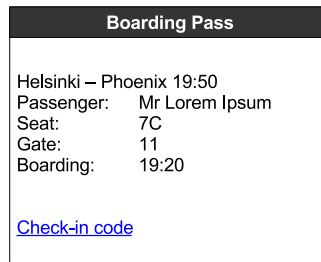 Boarding Pass
Helsinki – Phoenix 19:50
Passenger: Mr Lorem Ipsum
Seat: 7C
Gate: 11
Boarding: 19:20
Check-in code